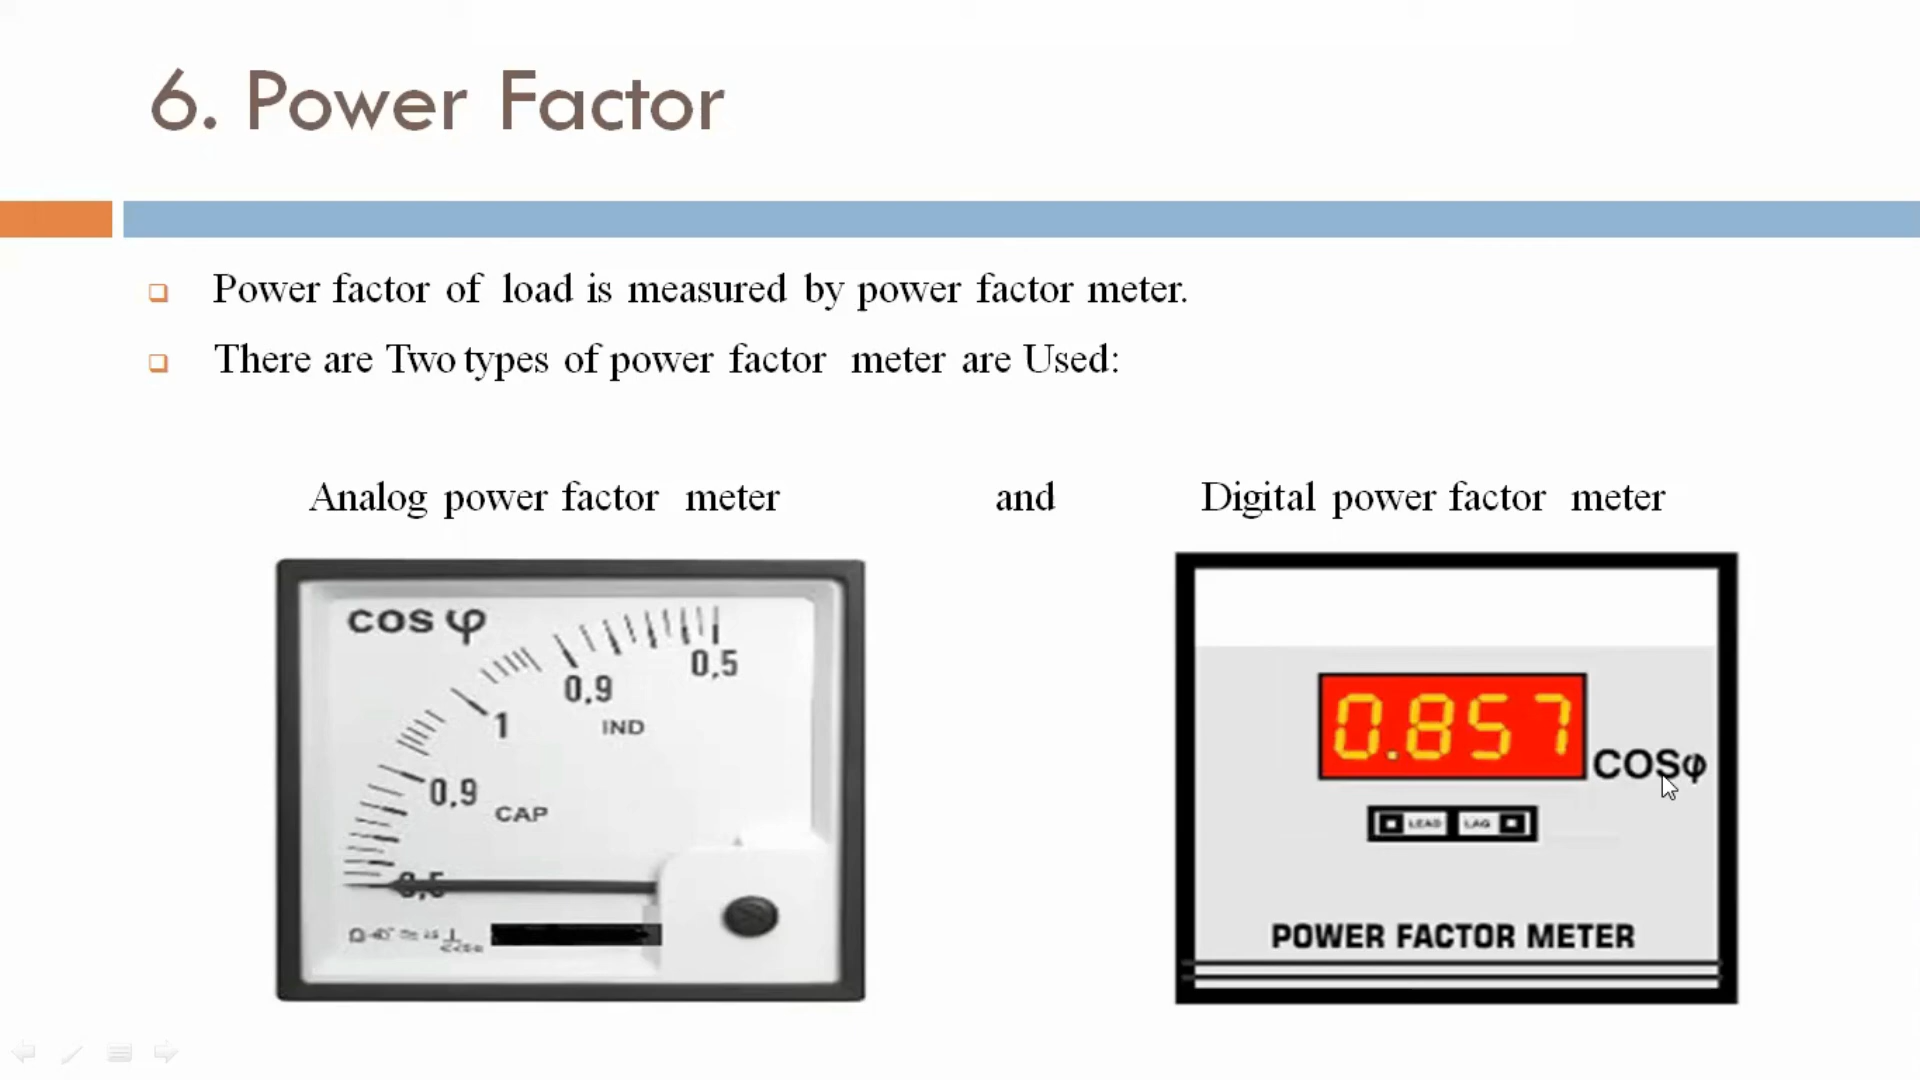 6. Power Factor
Power factor of load is measured by power factor meter.
There are Two types of power factor meter are Used:
Analog power factor meter and Digital power factor meter
COS φ
0,5
0,9
IND
1
0,9
CAP
0,5
0.857
COSφ
LEAD LAG
POWER FACTOR METER